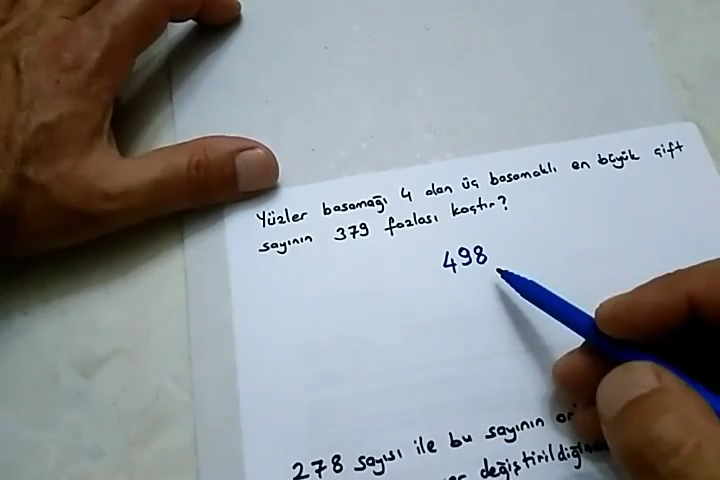 Yüzler basamağı 4 olan üç basamaklı en büyük çift
sayının 379 fazlası kaçtır?
498
278 sayısı ile bu sayının
değiştirildiğinde